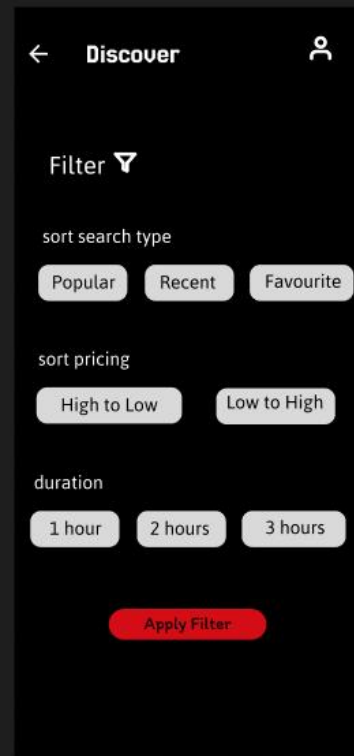 Discover
Filter
sort search type
Popular Recent Favourite
sort pricing
High to Low Low to High
duration
1 hour 2 hours 3 hours
Apply Filter